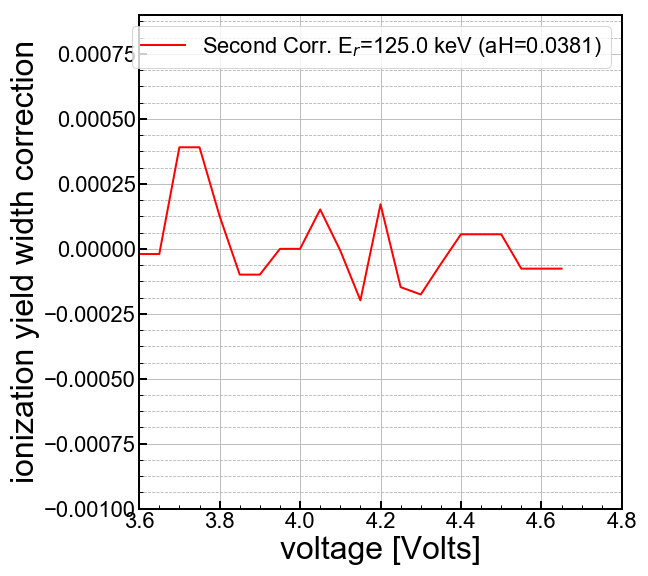 Second Corr. Er=125.0 keV (aH=0.0381)
0.00075
0.00050
0.00025
0.00000
−0.00025
−0.00050
−0.00075
−0.00100
ionization yield width correction
3.6 3.8 4.0 4.2 4.4 4.6 4.8
voltage [Volts]